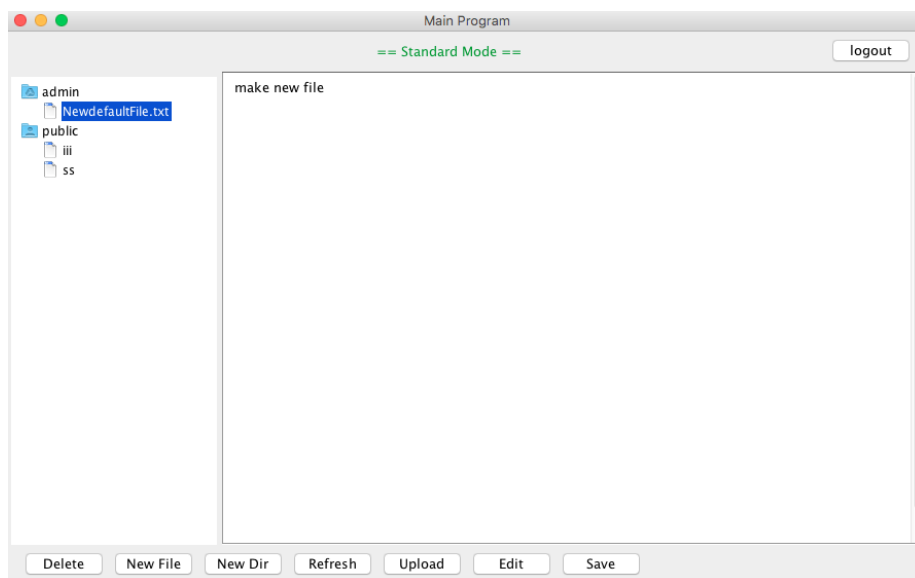 Main Program
== Standard Mode ==
logout
admin
NewdefaultFile.txt
public
iii
ss
make new file
Delete New File New Dir Refresh Upload Edit Save